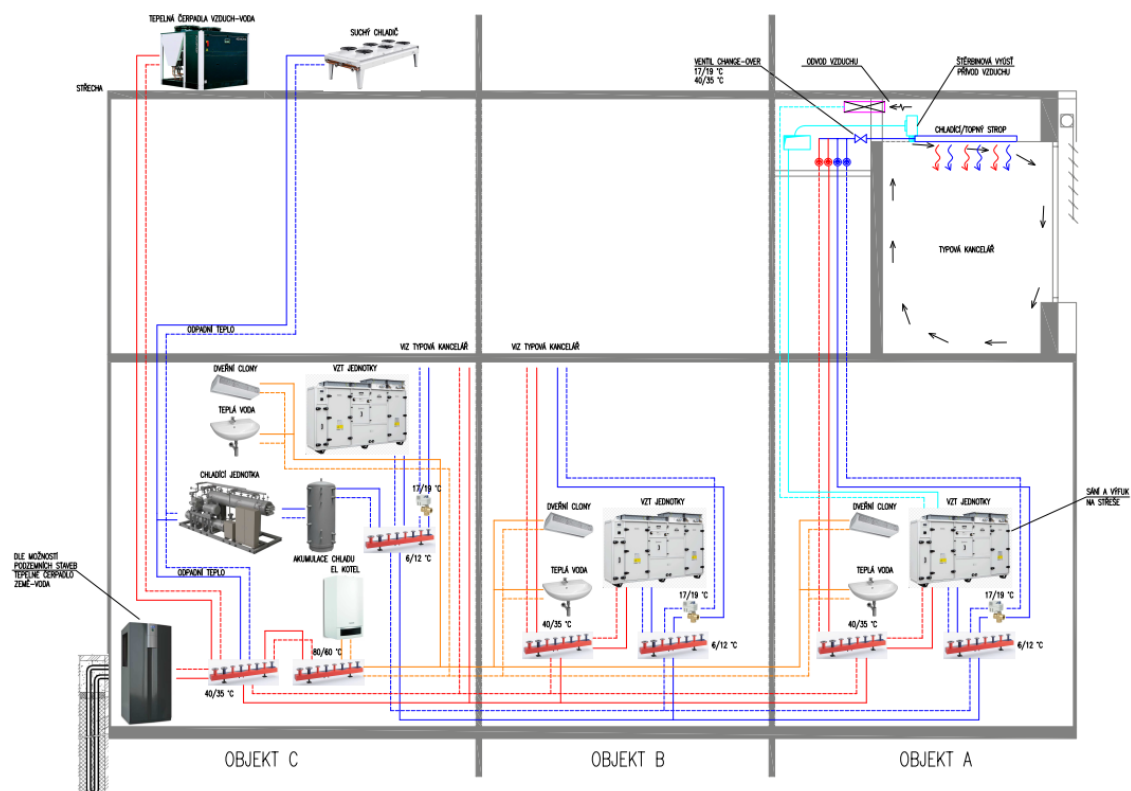 TEPELNÁ ČERPADLA VZDUCH-VODA
SUCHÝ CHLADIČ
STŘECHA
VENTIL CHANGE-OVER
17/19 °C
40/35 °C
ODVOD VZDUCHU
ŠTĚRBINOVÁ VYÚSŤ
PŘÍVOD VZDUCHU
CHLADÍCÍ/TOPNÝ STROP
TYPOVÁ KANCELÁŘ
ODPADNÍ TEPLO
VIZ TYPOVÁ KANCELÁŘ
VIZ TYPOVÁ KANCELÁŘ
DVEŘNÍ CLONY
VZT JEDNOTKY
TEPLÁ VODA
CHLADÍCÍ JEDNOTKA
17/19 °C
AKUMULACE CHLADU
6/12 °C
EL KOTEL
DLE MOŽNOSTÍ
PODZEMNÍCH STAVEB
TEPELNÉ ČERPADLO
ZEMĚ-VODA
ODPADNÍ TEPLO
80/60 °C
40/35 °C
DVEŘNÍ CLONY
VZT JEDNOTKY
TEPLÁ VODA
17/19 °C
40/35 °C
6/12 °C
DVEŘNÍ CLONY
VZT JEDNOTKY
SÁNÍ A VÝFUK
NA STŘEŠE
TEPLÁ VODA
17/19 °C
40/35 °C
6/12 °C
OBJEKT C
OBJEKT B
OBJEKT A